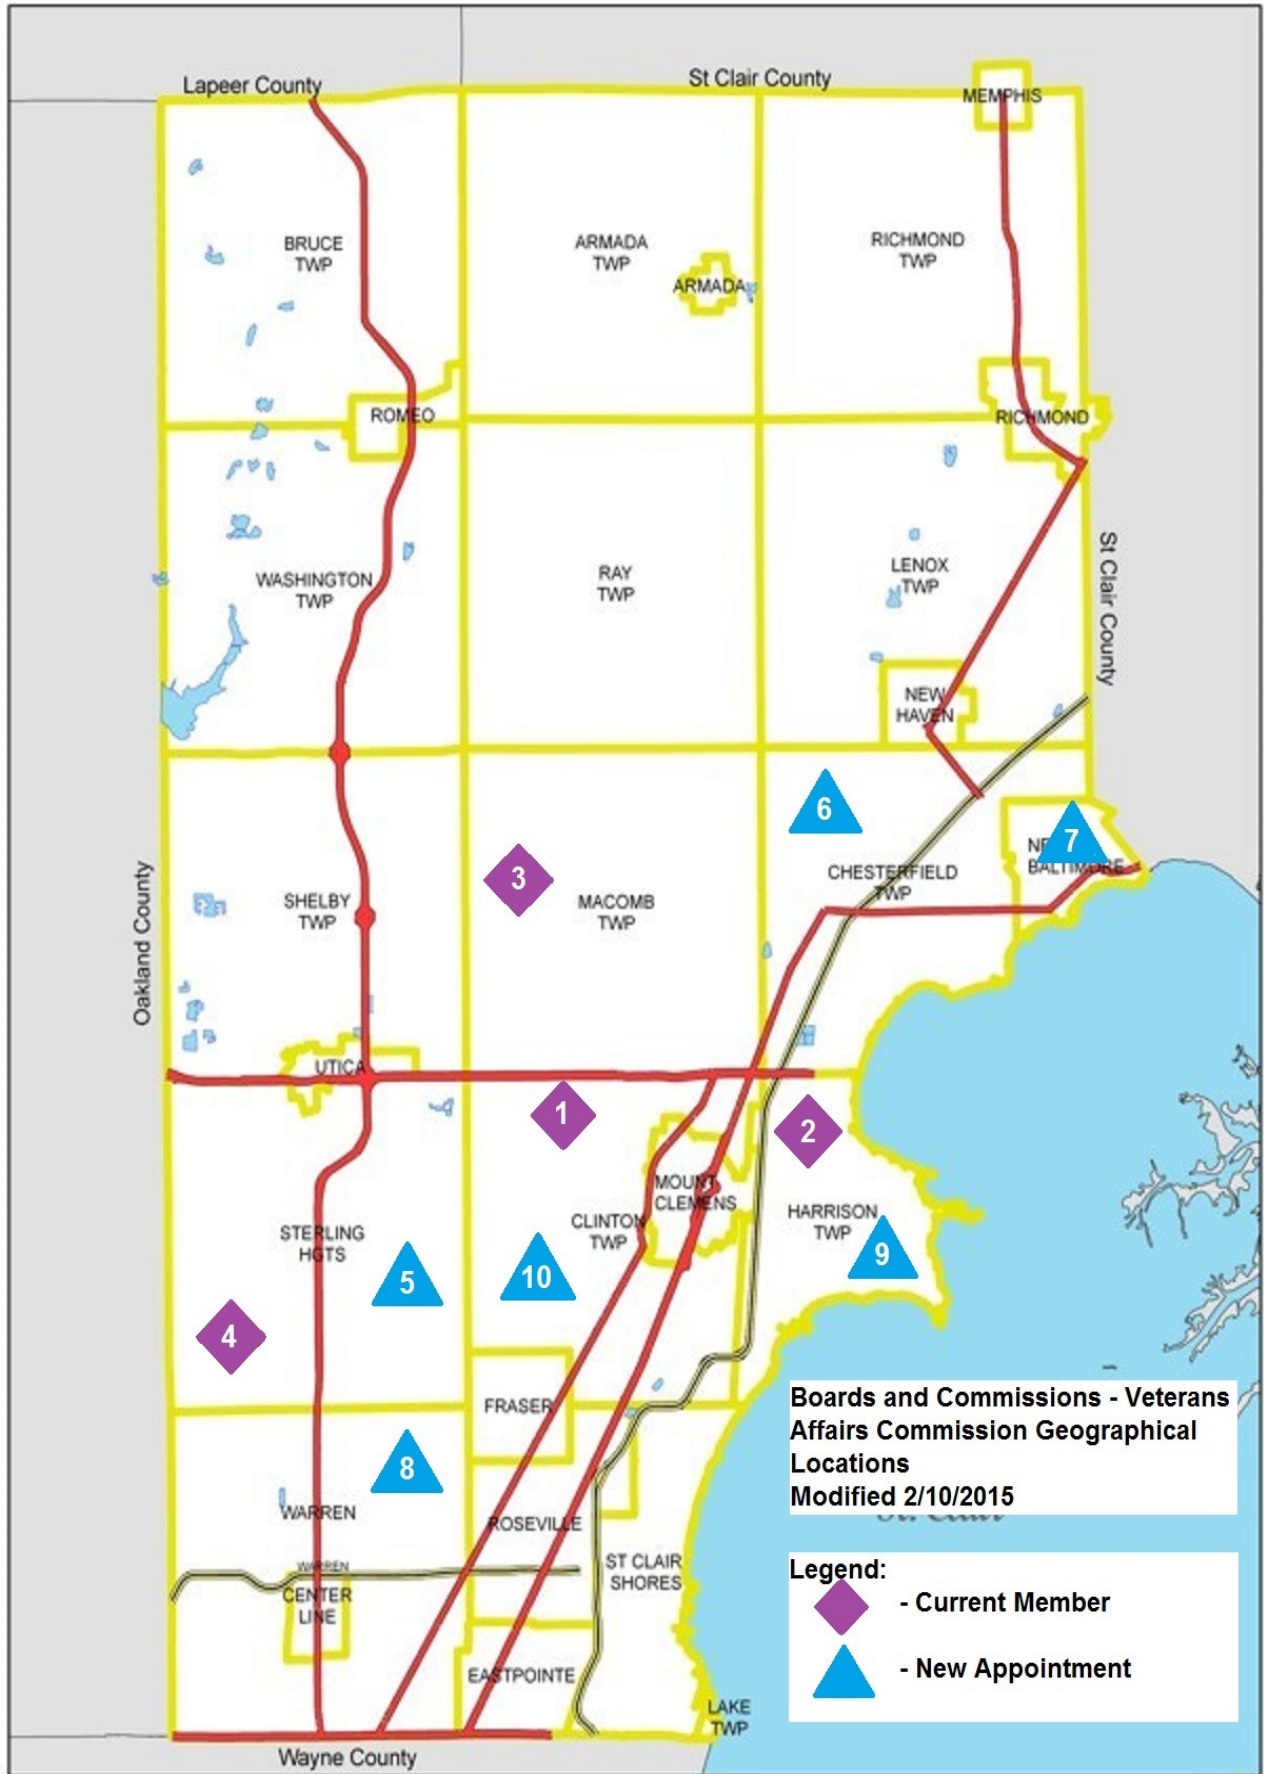 Lapeer County
St Clair County
MEMPHIS
BRUCE
TWP
ARMADA
TWP
RICHMOND
TWP
ARMADA
ROMEO
RICHMOND
WASHINGTON
TWP
RAY
TWP
LENOX
TWP
St Clair County
NEW
HAVEN
6
7
BALTIMORE
CHESTERFIELD
TWP
3
SHELBY
TWP
MACOMB
TWP
Oakland County
UTICA
1
2
MOUNT
CLEMENS
HARRISON
TWP
CLINTON
TWP
STERLING
HGTS
9
10
5
4
FRASER
8
WARREN
ROSEVILLE
WARREN
CENTER
LINE
ST CLAIR
SHORES
EASTPOINTE
LAKE
TWP
Wayne County
Boards and Commissions - Veterans
Affairs Commission Geographical
Locations
Modified 2/10/2015
St. Clair
Legend:
- Current Member
- New Appointment